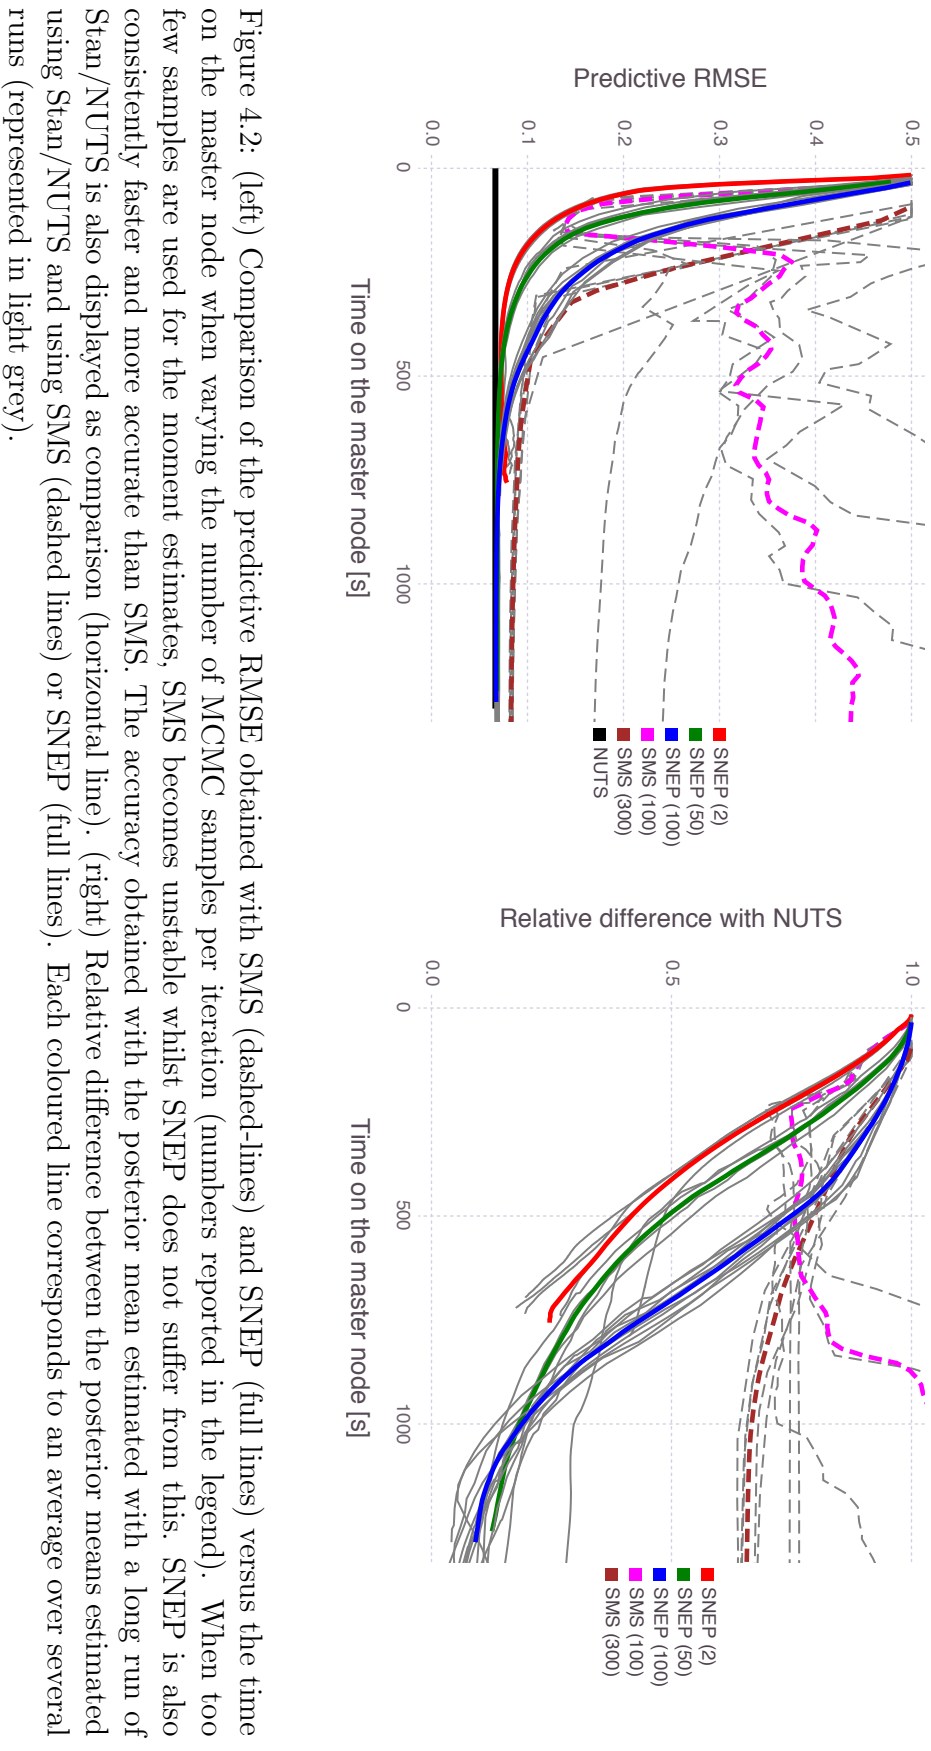 Predictive RMSE
0.5
0.4
0.3
0.2
0.1
0.0
0
500
1000
Time on the master node [s]
SNEP (2)
SNEP (50)
SNEP (100)
SMS (100)
SMS (300)
NUTS
Relative difference with NUTS
1.0
0.5
0.0
0
500
1000
Time on the master node [s]
SNEP (2)
SNEP (50)
SNEP (100)
SMS (100)
SMS (300)
Figure 4.2: (left) Comparison of the predictive RMSE obtained with SMS (dashed-lines) and SNEP (full lines) versus the time
on the master node when varying the number of MCMC samples per iteration (numbers reported in the legend). When too
few samples are used for the moment estimates, SMS becomes unstable whilst SNEP does not suffer from this. SNEP is also
consistently faster and more accurate than SMS. The accuracy obtained with the posterior mean estimated with a long run of
Stan/NUTS is also displayed as comparison (horizontal line). (right) Relative difference between the posterior means estimated
using Stan/NUTS and using SMS (dashed lines) or SNEP (full lines). Each coloured line corresponds to an average over several
runs (represented in light grey).